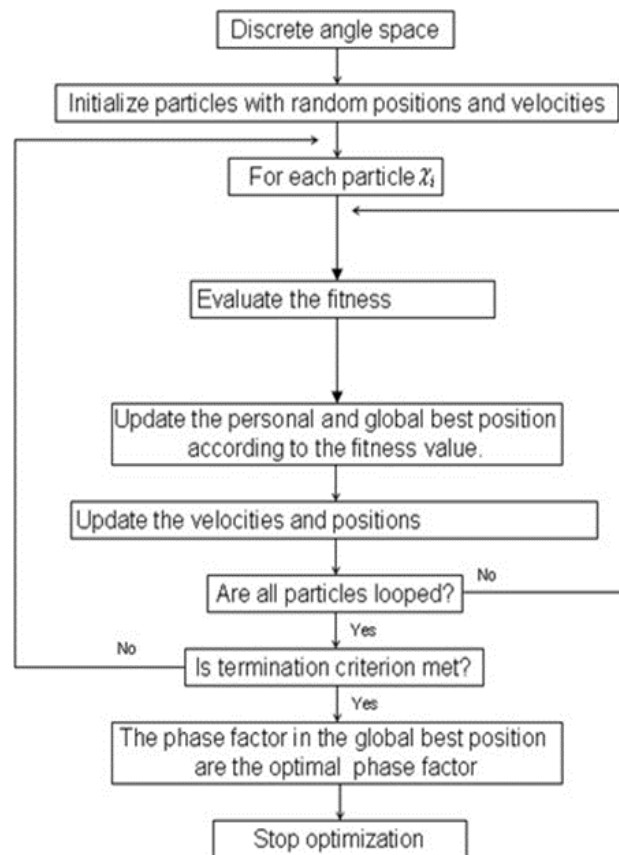 Discrete angle space
Initialize particles with random positions and velocities
For each particle χᵢ
Evaluate the fitness
Update the personal and global best position
according to the fitness value.
Update the velocities and positions
Are all particles looped?
No
Yes
No
Is termination criterion met?
Yes
The phase factor in the global best position
are the optimal phase factor
Stop optimization